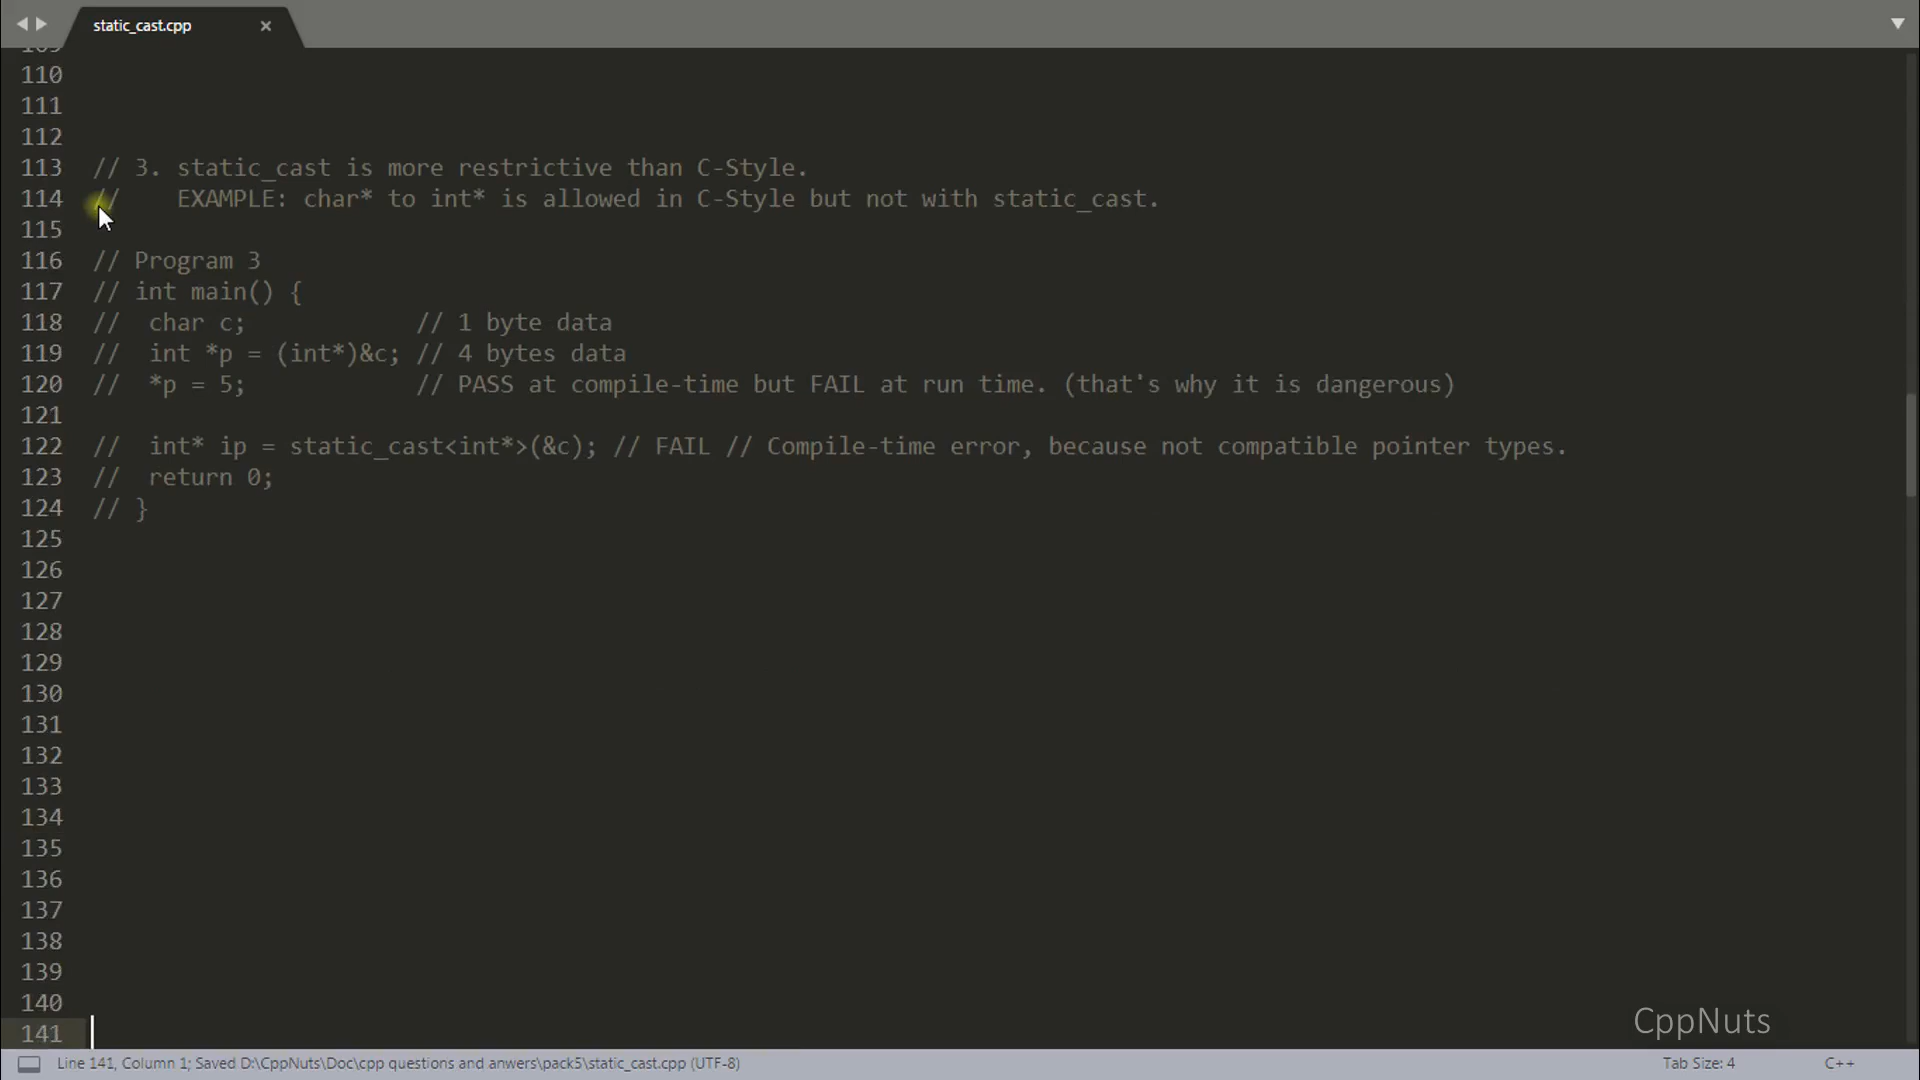 static_cast.cpp ×
109
110
111
112
113 // 3. static_cast is more restrictive than C-Style.
114 // EXAMPLE: char* to int* is allowed in C-Style but not with static_cast.
115
116 // Program 3
117 // int main() {
118 // char c; // 1 byte data
119 // int *p = (int*)&c; // 4 bytes data
120 // *p = 5; // PASS at compile-time but FAIL at run time. (that's why it is dangerous)
121
122 // int* ip = static_cast<int*>(&c); // FAIL // Compile-time error, because not compatible pointer types.
123 // return 0;
124 // }
125
126
127
128
129
130
131
132
133
134
135
136
137
138
139
140
CppNuts
141
Line 141, Column 1; Saved D:\CppNuts\Doc\cpp questions and anwers\pack5\static_cast.cpp (UTF-8) Tab Size: 4 C++